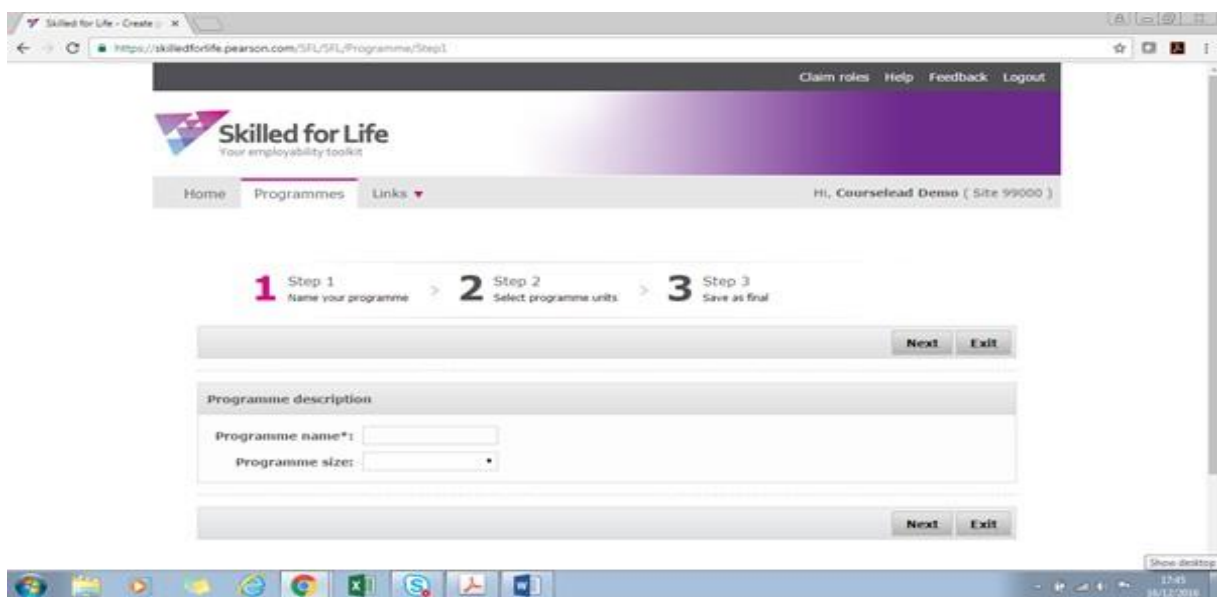 Skilled for Life - Create
https://skilledforlife.pearson.com/SFL/SFL/Programme/Step1
Claim roles Help Feedback Logout
Skilled for Life
Your employability toolkit
Home Programmes Links
Hi, Courselead Demo ( Site 99000 )
1 Step 1 > 2 Step 2 > 3 Step 3
Name your programme Select programme units Save as final
Next Exit
Programme description
Programme name*:
Programme size:
Next Exit
Show desktop
17:45
16/12/2016